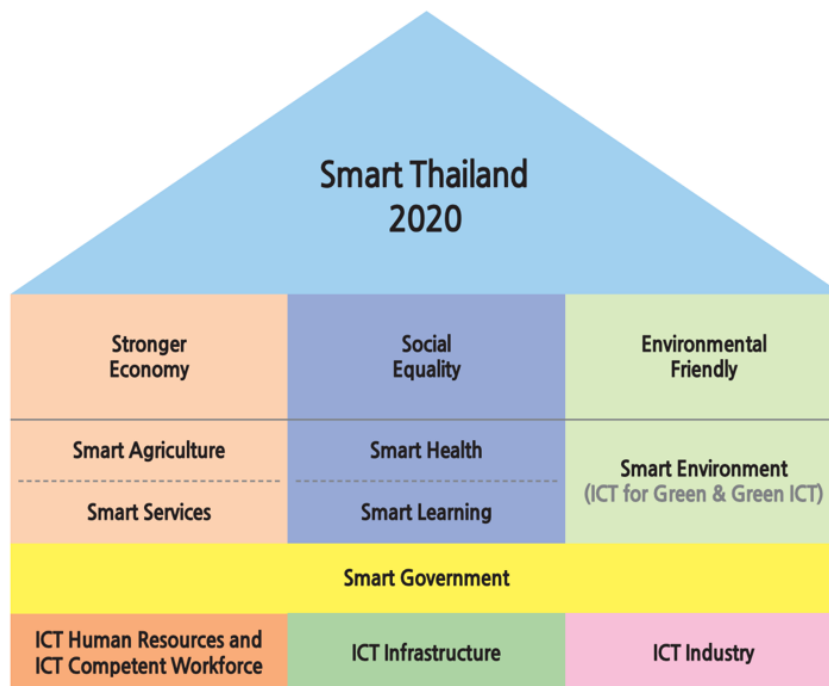 Smart Thailand
2020
Stronger
Economy
Social
Equality
Environmental
Friendly
Smart Agriculture
Smart Health
Smart Environment
(ICT for Green & Green ICT)
Smart Services
Smart Learning
Smart Government
ICT Human Resources and
ICT Competent Workforce
ICT Infrastructure
ICT Industry